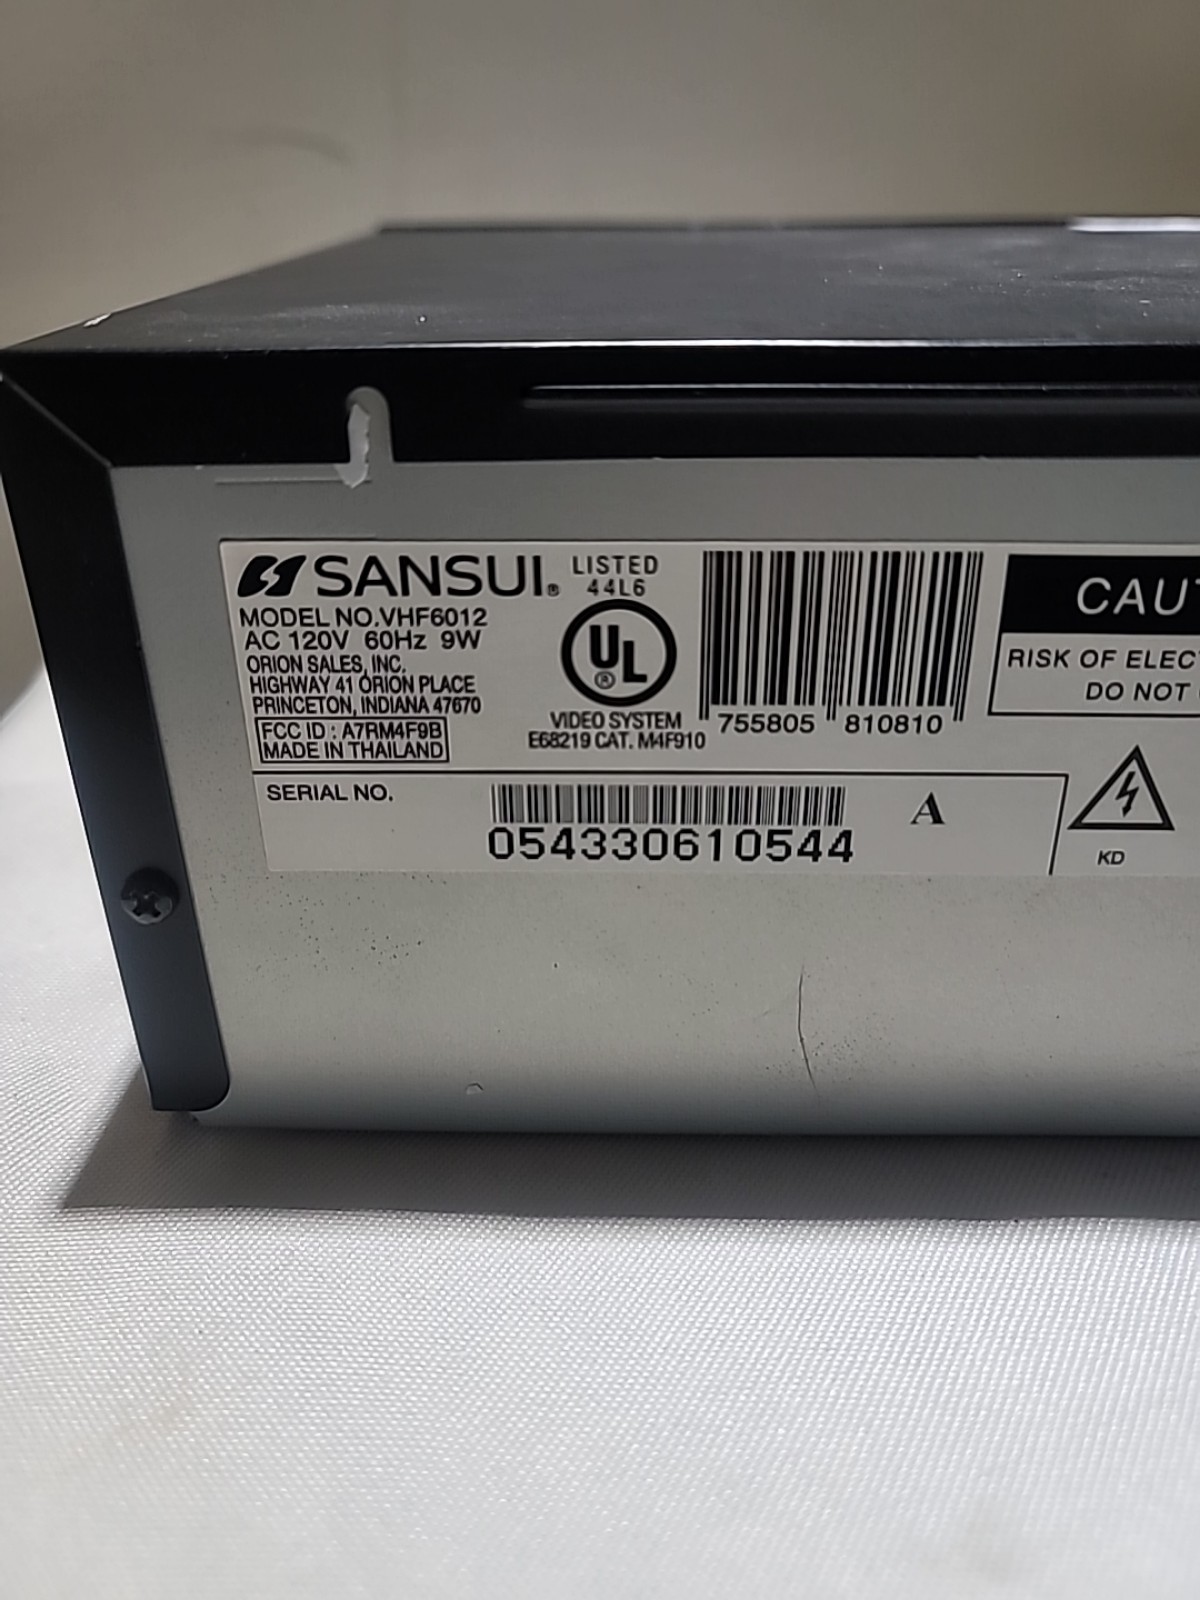 SANSUI®
MODEL NO.VHF6012
AC 120V 60Hz 9W
ORION SALES, INC.
HIGHWAY 41 ORION PLACE
PRINCETON, INDIANA 47670
FCC ID : A7RM4F9B
MADE IN THAILAND
LISTED
44L6
UL®
VIDEO SYSTEM
E68219 CAT. M4F910
755805 810810
CAUT
RISK OF ELEC
DO NOT
SERIAL NO.
054330610544
A
KD